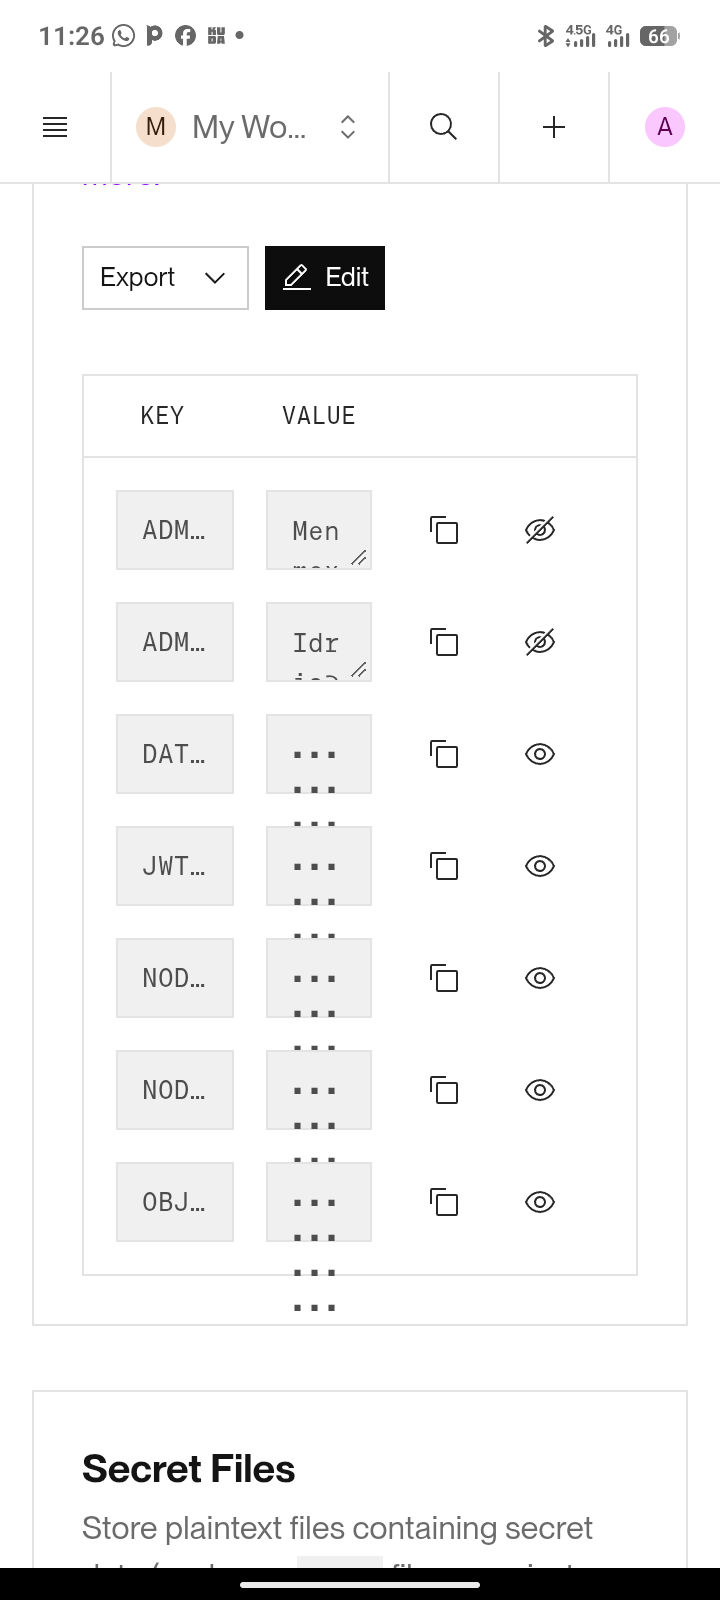 11:26
4.5G 4G 66
M My Wo... A
Export Edit
KEY VALUE
ADM… Men
ADM… Idr
DAT…
JWT…
NOD…
NOD…
OBJ…
Secret Files
Store plaintext files containing secret